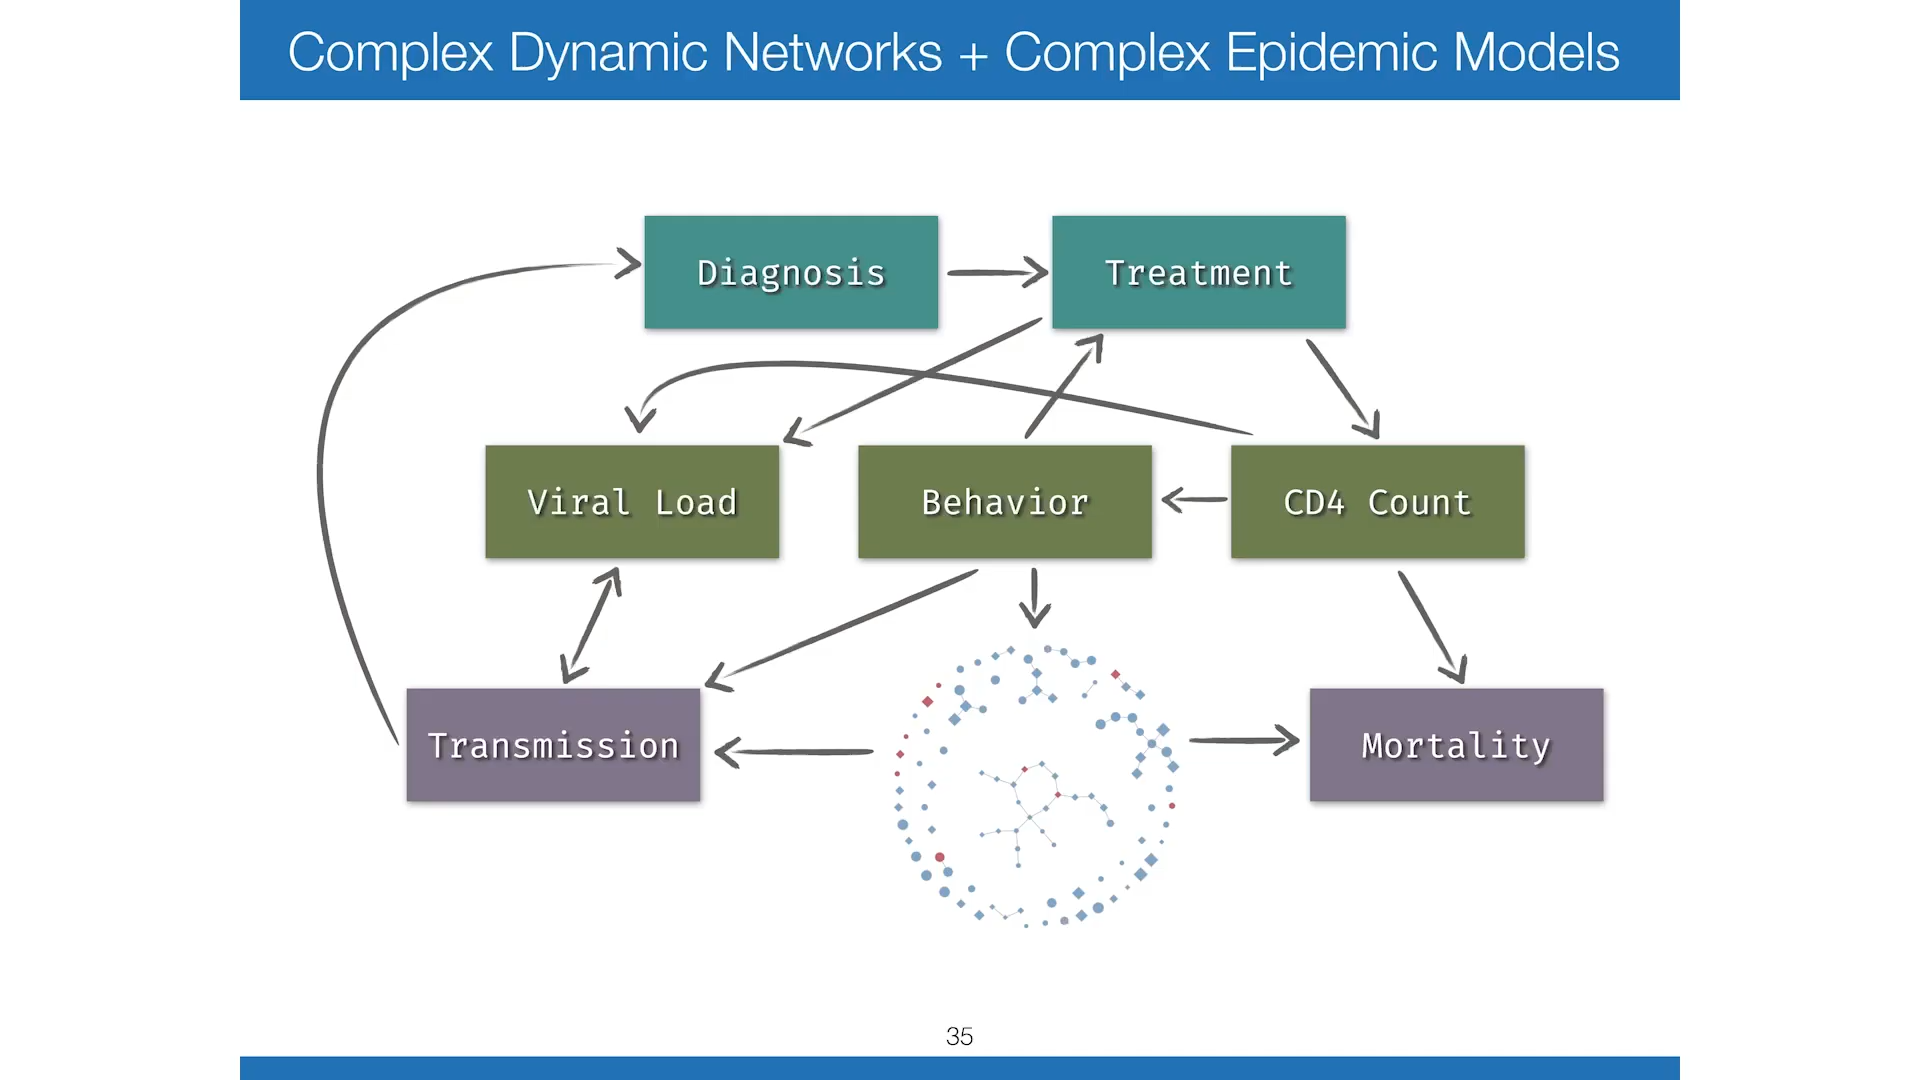 Complex Dynamic Networks + Complex Epidemic Models
Diagnosis
Treatment
Viral Load
Behavior
CD4 Count
Transmission
Mortality
35